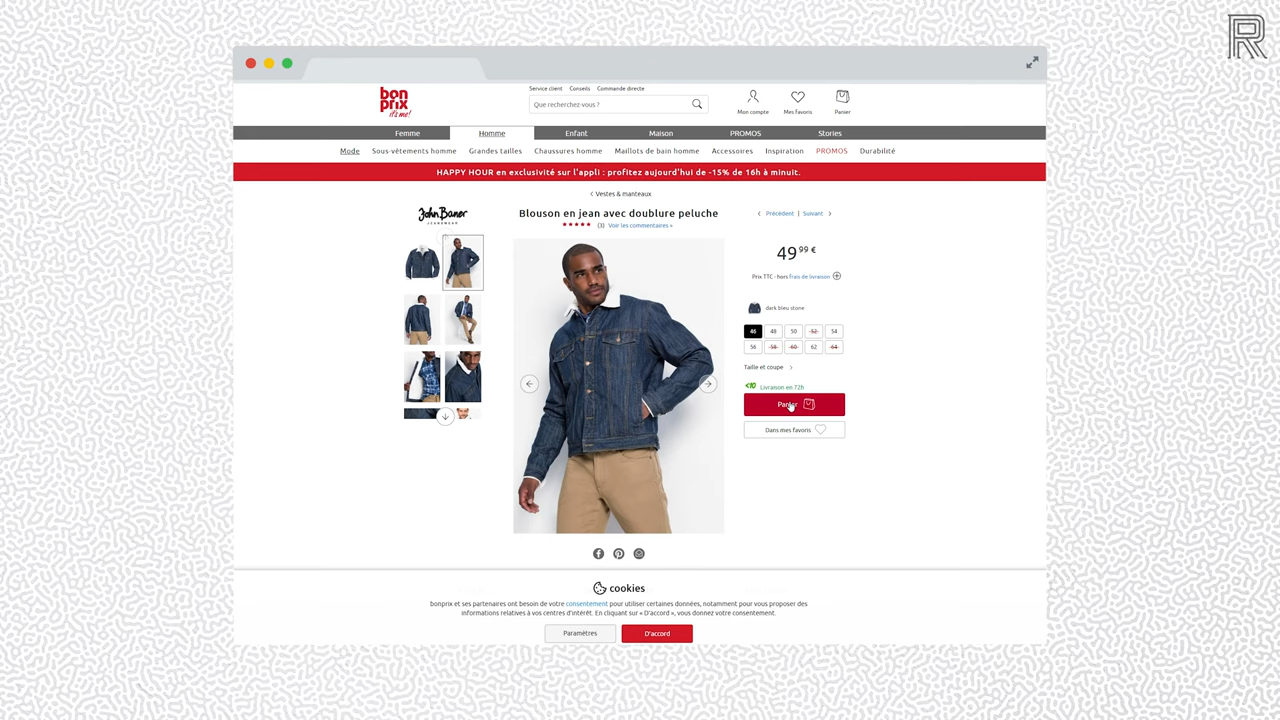 R
bon
prix
it's me!
Service client Conseils Commande directe
Que recherchez-vous ?
Mon compte Mes favoris Panier
Femme Homme Enfant Maison PROMOS Stories
Mode Sous-vêtements homme Grandes tailles Chaussures homme Maillots de bain homme Accessoires Inspiration PROMOS Durabilité
HAPPY HOUR en exclusivité sur l'appli : profitez aujourd'hui de -15% de 16h à minuit.
< Vestes & manteaux
John Baner
JEANSWEAR
Blouson en jean avec doublure peluche
(3) Voir les commentaires »
< Précédent | Suivant >
49 99 €
Prix TTC - hors frais de livraison
dark bleu stone
46 48 50 52 54
56 58 60 62 64
Taille et coupe >
<10 Livraison en 72h
Panier
Dans mes favoris
cookies
bonprix et ses partenaires ont besoin de votre consentement pour utiliser certaines données, notamment pour vous proposer des
informations relatives à vos centres d'intérêt. En cliquant sur « D'accord », vous donnez votre consentement.
Paramètres D'accord